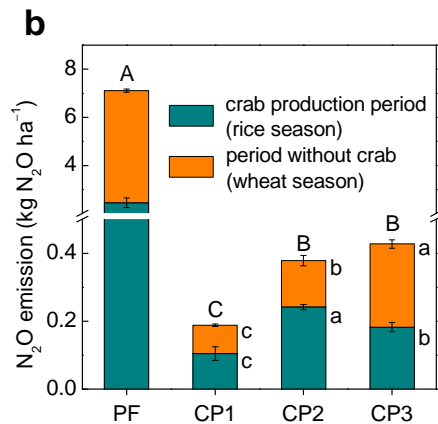 b
N₂O emission (kg N₂O ha⁻¹)
8
6
4
0.4
0.2
0.0
crab production period
(rice season)
period without crab
(wheat season)
A
C
c
c
B
b
a
B
a
b
PF
CP1
CP2
CP3